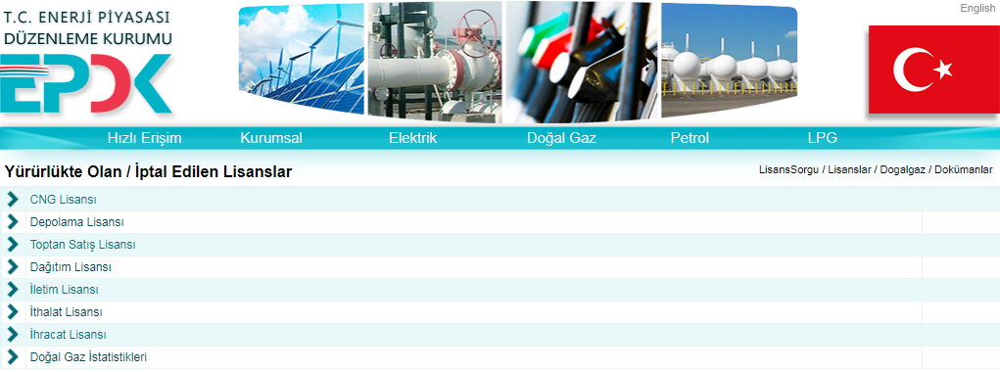 English
T.C. ENERJİ PİYASASI
DÜZENLEME KURUMU
EPDK
Hızlı Erişim Kurumsal Elektrik Doğal Gaz Petrol LPG
Yürürlükte Olan / İptal Edilen Lisanslar
LisansSorgu / Lisanslar / Dogalgaz / Dokümanlar
CNG Lisansı
Depolama Lisansı
Toptan Satış Lisansı
Dağıtım Lisansı
İletim Lisansı
İthalat Lisansı
İhracat Lisansı
Doğal Gaz İstatistikleri